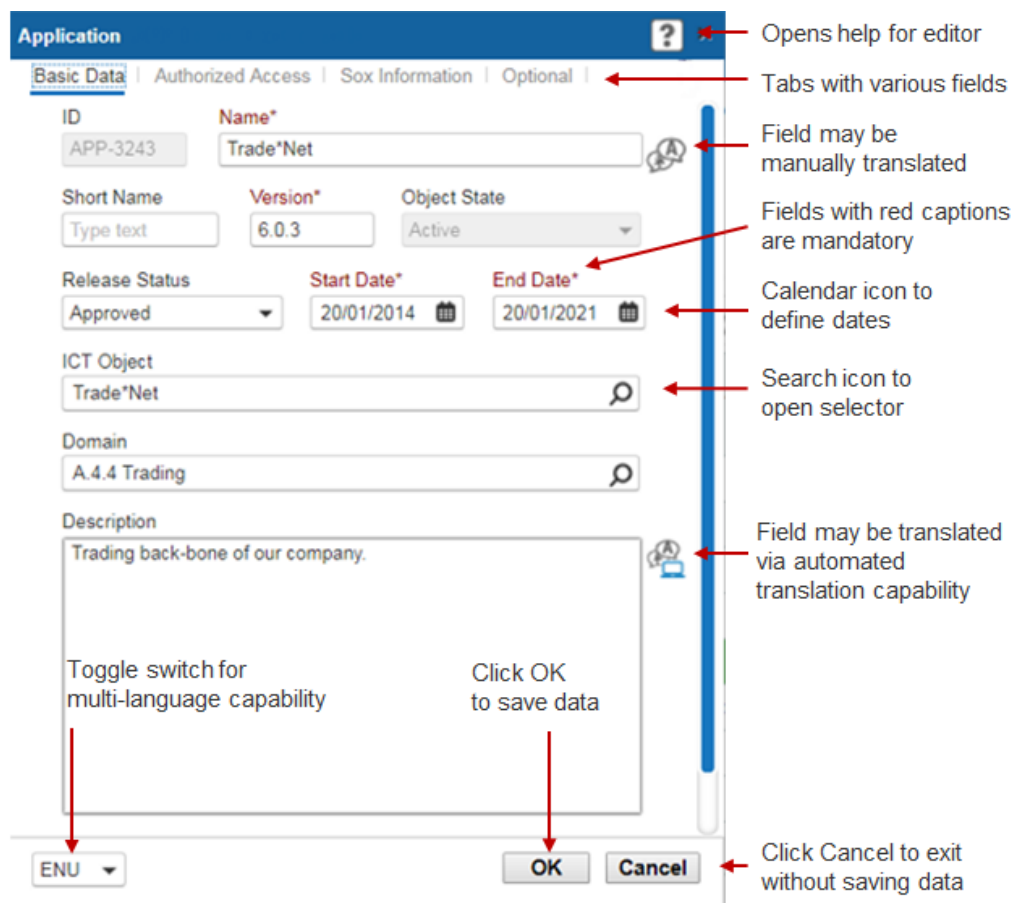 Application
?
Opens help for editor
Basic Data | Authorized Access | Sox Information | Optional |
Tabs with various fields
ID
Name*
APP-3243
Trade*Net
Field may be
manually translated
Short Name
Version*
Object State
Type text
6.0.3
Active
Fields with red captions
are mandatory
Release Status
Start Date*
End Date*
Approved
20/01/2014
20/01/2021
Calendar icon to
define dates
ICT Object
Trade*Net
Search icon to
open selector
Domain
A.4.4 Trading
Description
Trading back-bone of our company.
Field may be translated
via automated
translation capability
Toggle switch for
multi-language capability
Click OK
to save data
ENU
OK
Cancel
Click Cancel to exit
without saving data